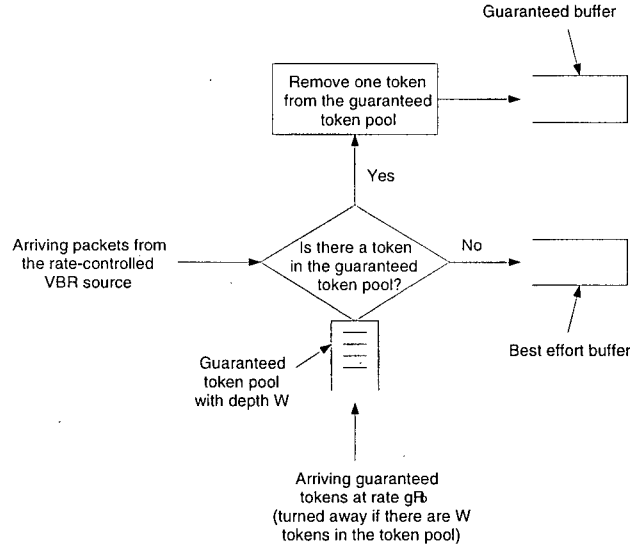 Guaranteed buffer
Remove one token
from the guaranteed
token pool
Yes
Arriving packets from
the rate-controlled
VBR source
Is there a token
in the guaranteed
token pool?
No
Best effort buffer
Guaranteed
token pool
with depth W
Arriving guaranteed
tokens at rate gRb
(turned away if there are W
tokens in the token pool)